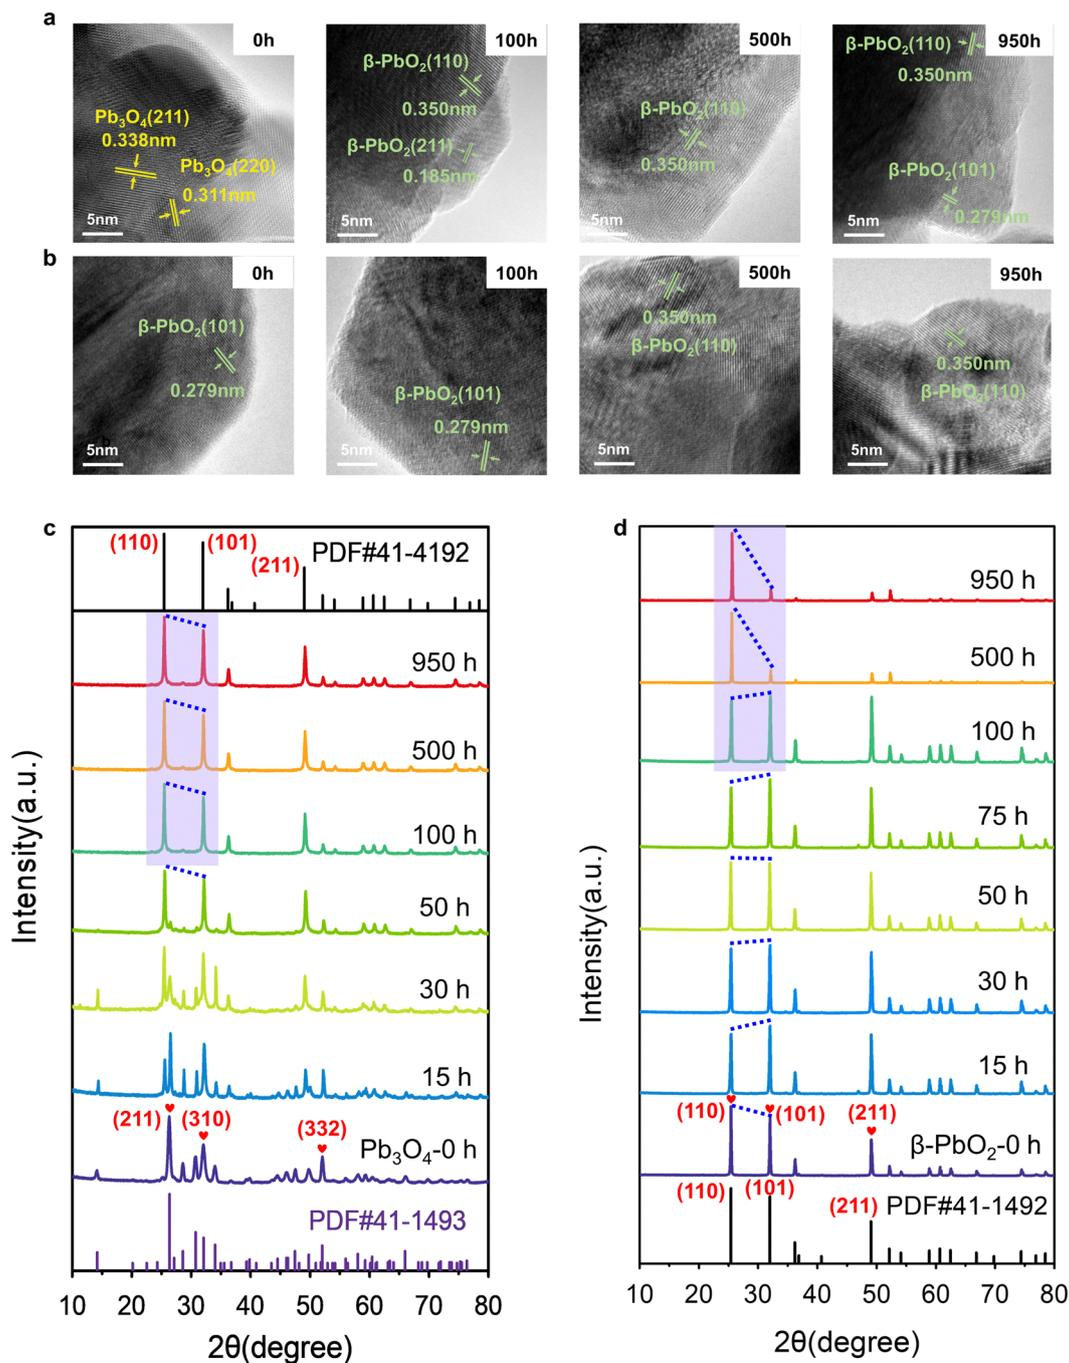 a
0h
Pb₃O₄(211)
0.338nm
Pb₃O₄(220)
0.311nm
5nm
100h
β-PbO₂(110)
0.350nm
β-PbO₂(211)
0.185nm
5nm
500h
β-PbO₂(110)
0.350nm
5nm
950h
β-PbO₂(110)
0.350nm
β-PbO₂(101)
0.279nm
5nm
b
0h
β-PbO₂(101)
0.279nm
5nm
100h
β-PbO₂(101)
0.279nm
5nm
500h
0.350nm
β-PbO₂(110)
5nm
950h
0.350nm
β-PbO₂(110)
5nm
c
(110)
(101)
(211)
PDF#41-4192
950 h
500 h
100 h
50 h
30 h
15 h
(211) ♥
(310)
♥
(332)
♥
Pb₃O₄-0 h
PDF#41-1493
10 20 30 40 50 60 70 80
2θ(degree)
Intensity(a.u.)
d
950 h
500 h
100 h
75 h
50 h
30 h
15 h
(110) ♥
♥ (101)
(211)
♥
β-PbO₂-0 h
(110)
(101)
(211)
PDF#41-1492
10 20 30 40 50 60 70 80
2θ(degree)
Intensity(a.u.)